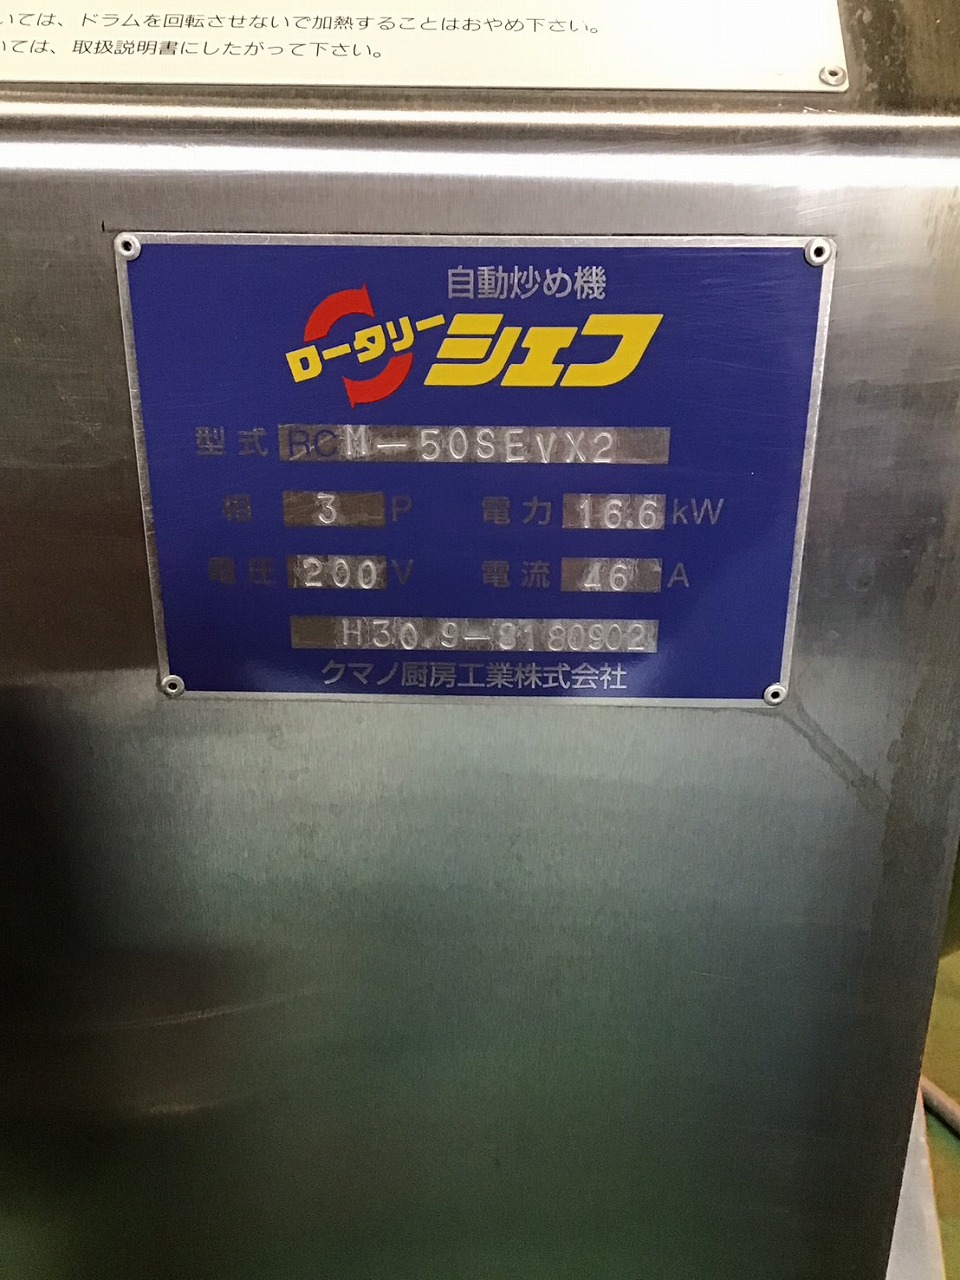 いては、ドラムを回転させないで加熱することはおやめ下さい。
いては、取扱説明書にしたがって下さい。
自動炒め機
ロータリーシェフ
型式 RCM-50SEVX2
相 3 P 電力 16.6 kW
電圧 200 V 電流 46 A
H30.9-8180902
クマノ厨房工業株式会社